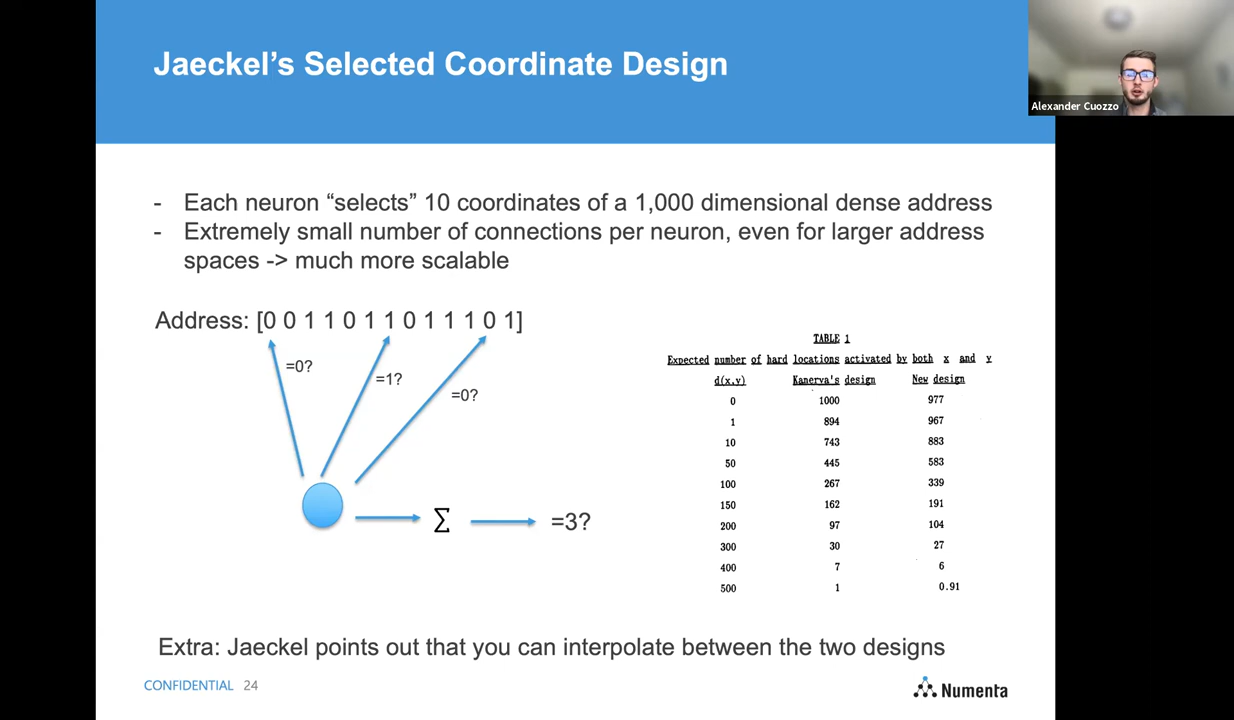 Jaeckel's Selected Coordinate Design
Alexander Cuozzo
- Each neuron “selects” 10 coordinates of a 1,000 dimensional dense address
- Extremely small number of connections per neuron, even for larger address
spaces -> much more scalable
Address: [0 0 1 1 0 1 1 0 1 1 1 0 1]
=0?
=1?
=0?
∑
=3?
TABLE 1
Expected number of hard locations activated by both x and y
d(x,y) Kanerva's design New design
0 1000 977
1 894 967
10 743 883
50 445 583
100 267 339
150 162 191
200 97 104
300 30 27
400 7 6
500 1 0.91
Extra: Jaeckel points out that you can interpolate between the two designs
CONFIDENTIAL 24
Numenta